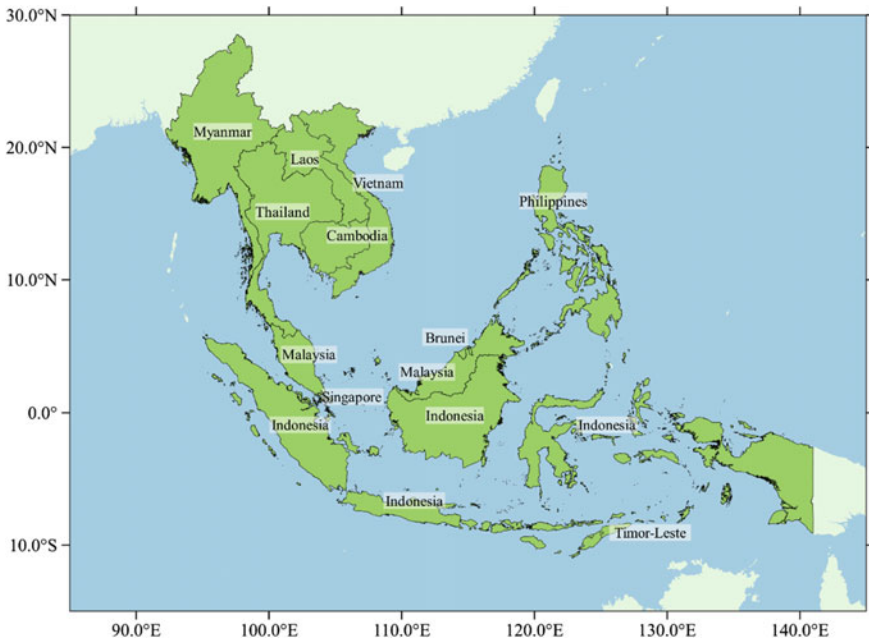 30.0°N
Myanmar
20.0°N
Laos
Vietnam
Philippines
Thailand
Cambodia
10.0°N
Brunei
Malaysia
Malaysia
Singapore
0.0°
Indonesia
Indonesia
Indonesia
Indonesia
Timor-Leste
10.0°S
90.0°E 100.0°E 110.0°E 120.0°E 130.0°E 140.0°E